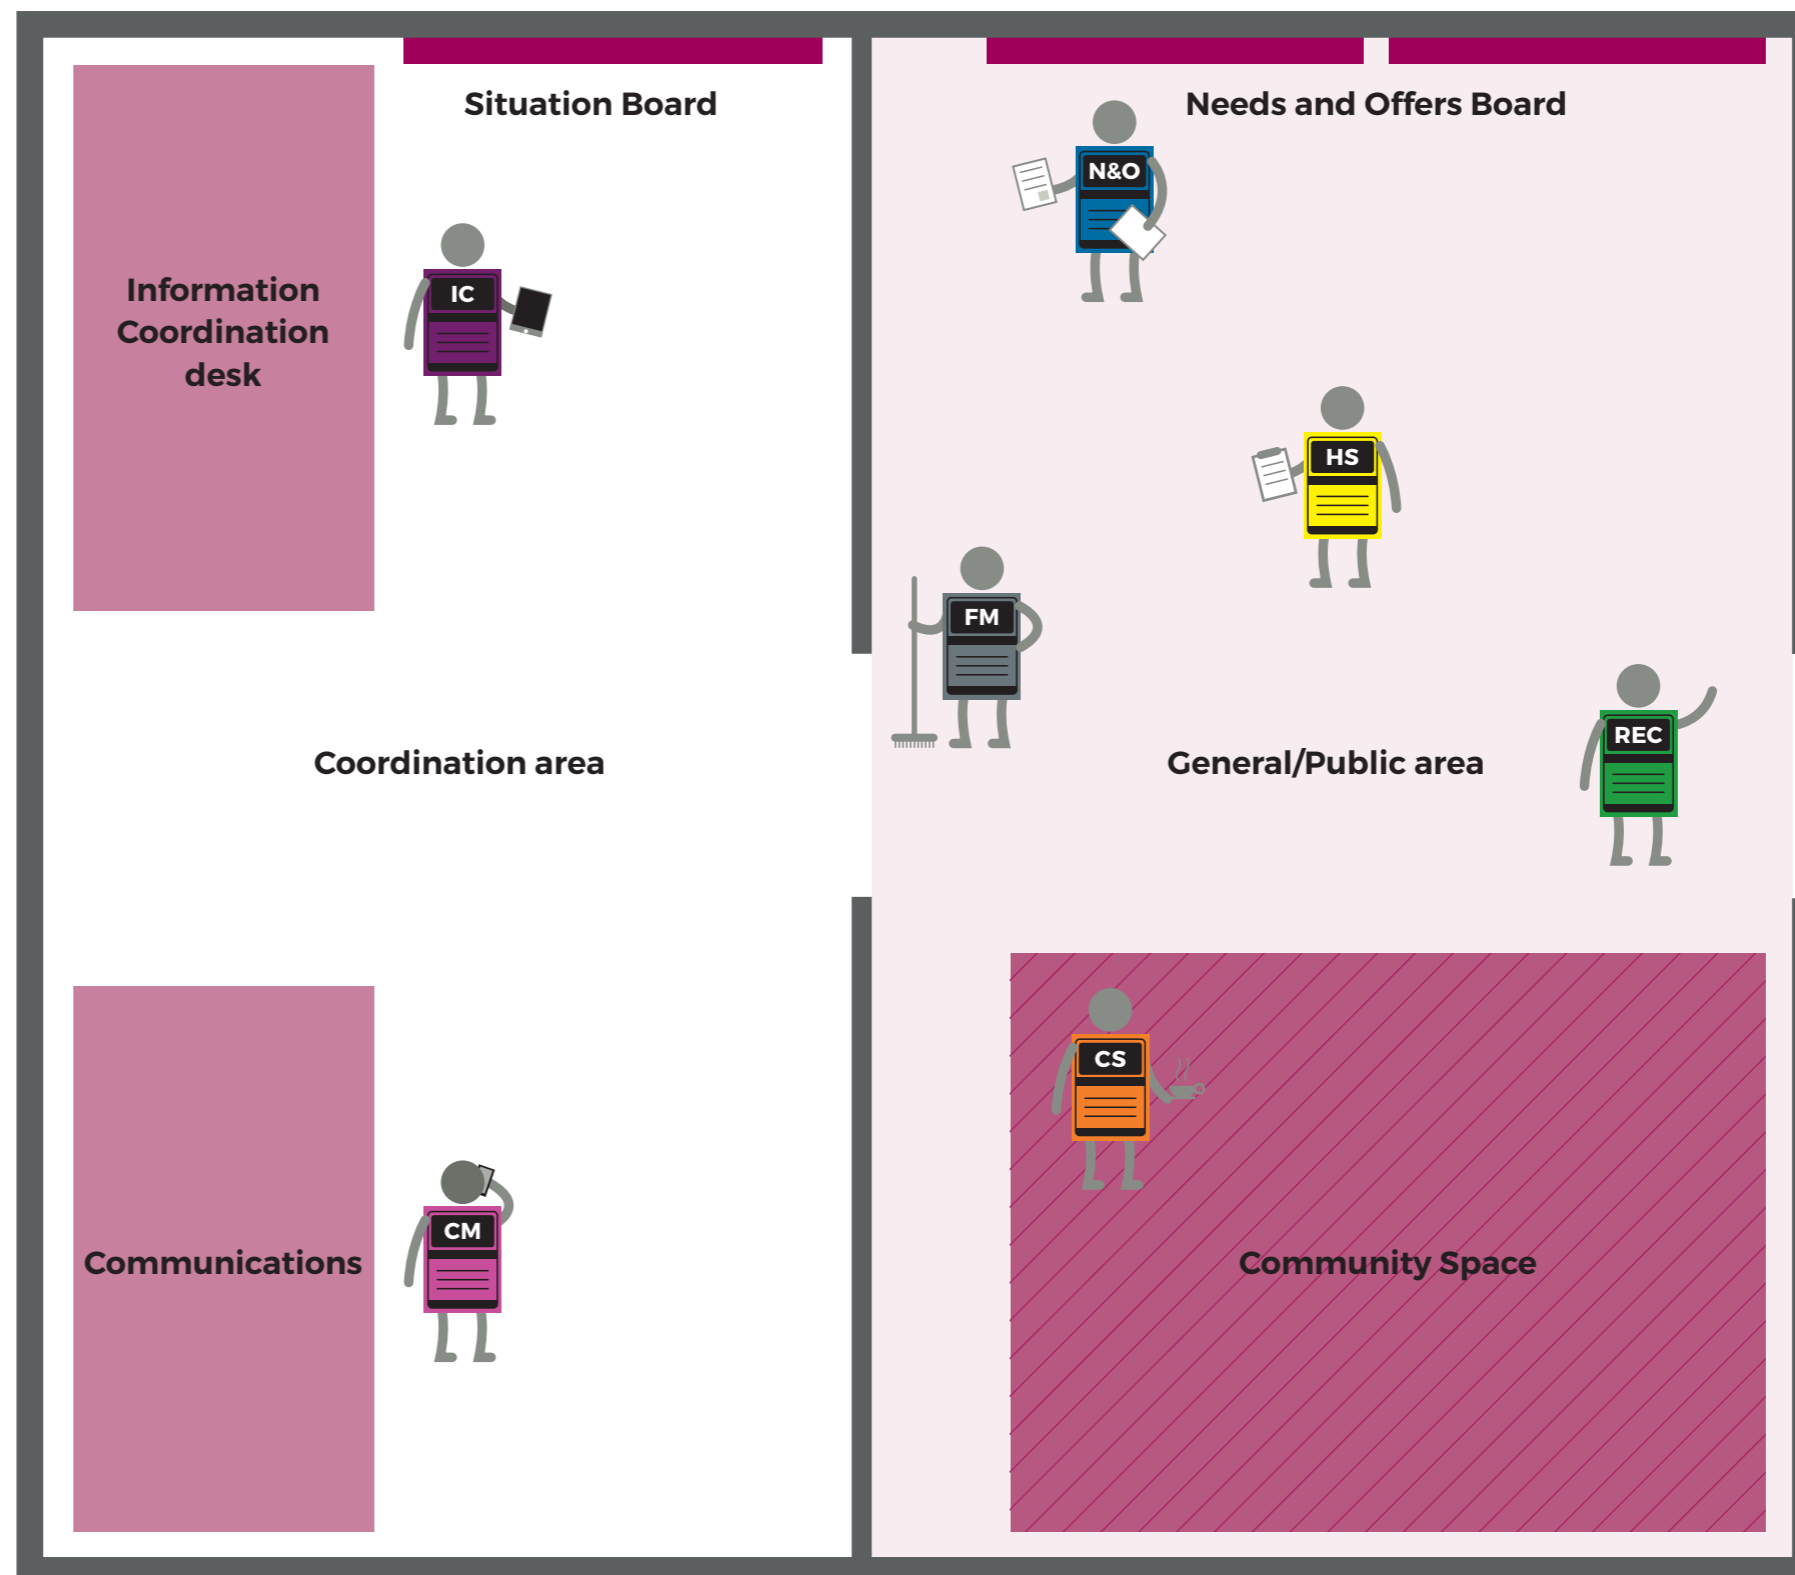 Situation Board
Needs and Offers Board
N&O
Information
Coordination
desk
IC
HS
FM
REC
Coordination area
General/Public area
CS
CM
Communications
Community Space